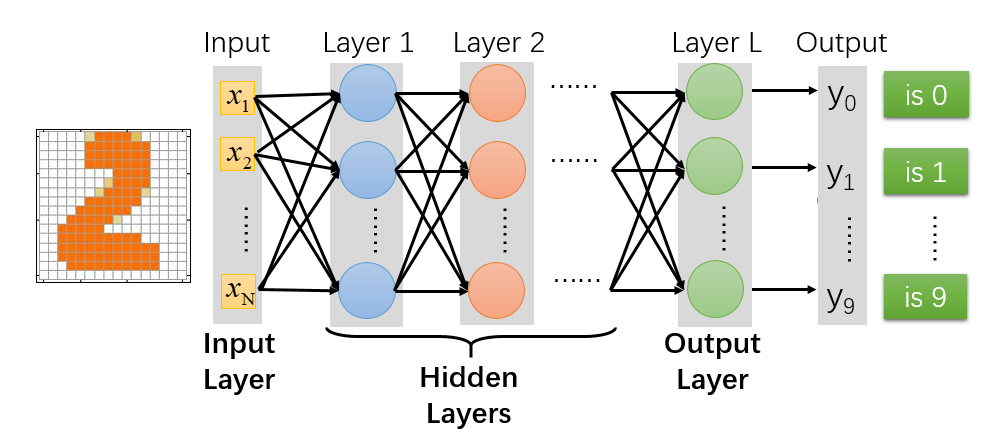 Input Layer 1 Layer 2 Layer L Output
x1 ...... y0 is 0
x2 ...... y1 is 1
...... ...... ...... ...... ...... ......
xN ...... y9 is 9
Input
Layer
Hidden
Layers
Output
Layer